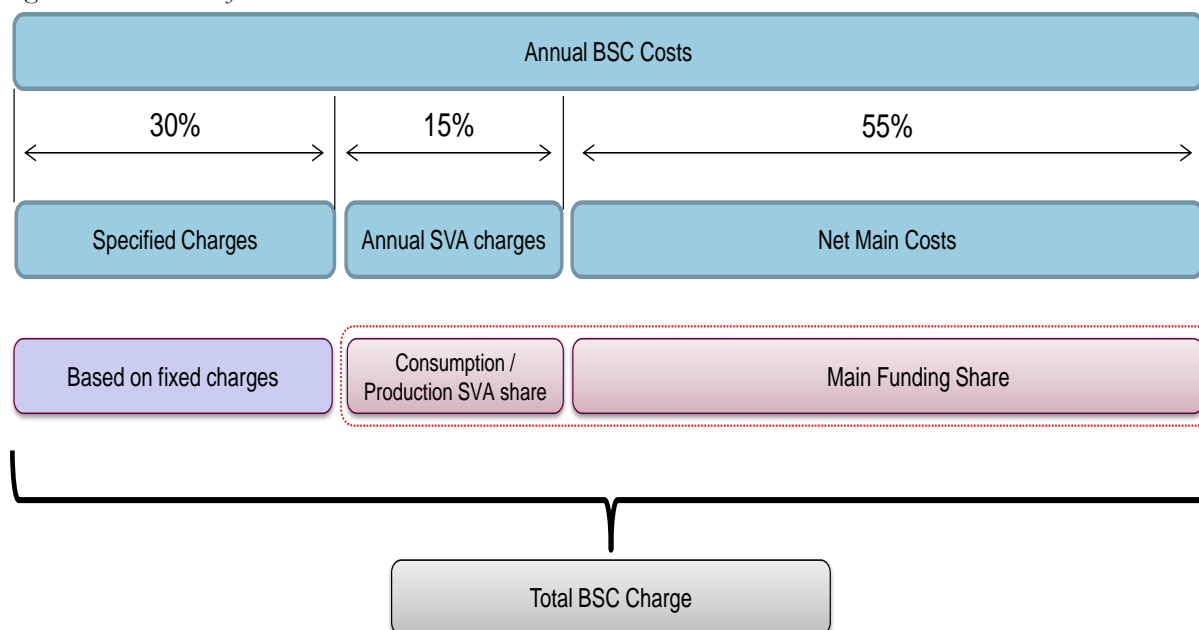 Annual BSC Costs
30%
15%
55%
Specified Charges
Annual SVA charges
Net Main Costs
Based on fixed charges
Consumption /
Production SVA share
Main Funding Share
Total BSC Charge